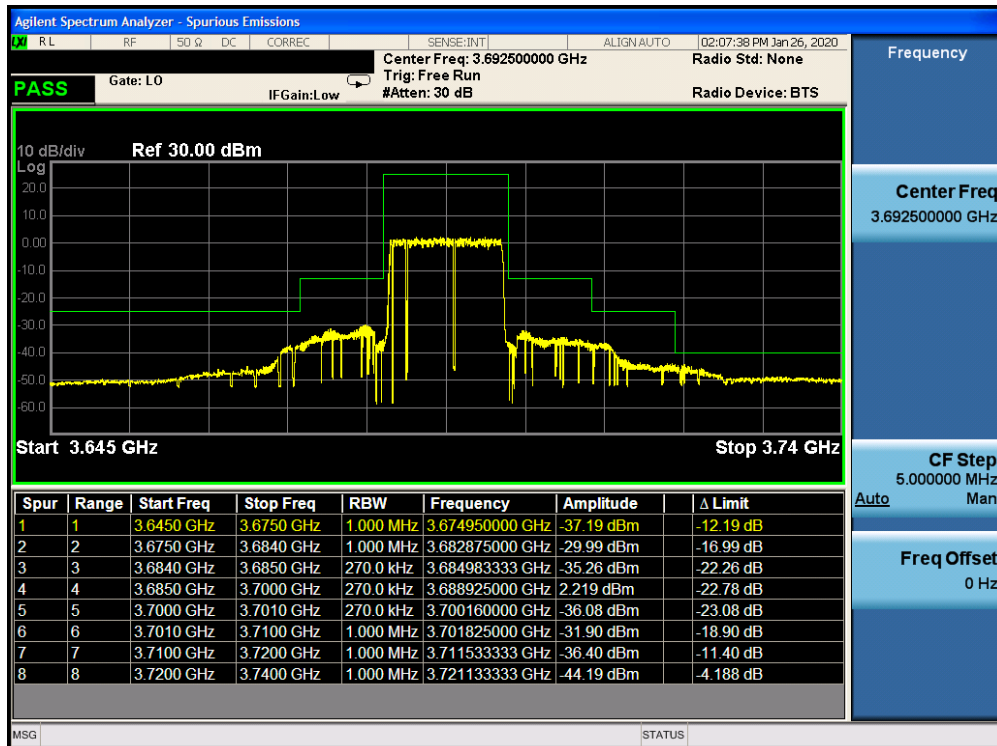 Agilent Spectrum Analyzer - Spurious Emissions
LXI RL RF 50 Ω DC CORREC SENSE:INT ALIGN AUTO 02:07:38 PM Jan 26, 2020
Center Freq: 3.692500000 GHz Radio Std: None
PASS Gate: LO Trig: Free Run
IFGain:Low #Atten: 30 dB Radio Device: BTS
Frequency
10 dB/div Ref 30.00 dBm
Log
20.0
10.0
0.00
-10.0
-20.0
-30.0
-40.0
-50.0
-60.0
Start 3.645 GHz Stop 3.74 GHz
Center Freq
3.692500000 GHz
CF Step
5.000000 MHz
Auto Man
Freq Offset
0 Hz
Spur Range Start Freq Stop Freq RBW Frequency Amplitude Δ Limit
1 1 3.6450 GHz 3.6750 GHz 1.000 MHz 3.674950000 GHz -37.19 dBm -12.19 dB
2 2 3.6750 GHz 3.6840 GHz 1.000 MHz 3.682875000 GHz -29.99 dBm -16.99 dB
3 3 3.6840 GHz 3.6850 GHz 270.0 kHz 3.684983333 GHz -35.26 dBm -22.26 dB
4 4 3.6850 GHz 3.7000 GHz 270.0 kHz 3.688925000 GHz 2.219 dBm -22.78 dB
5 5 3.7000 GHz 3.7010 GHz 270.0 kHz 3.700160000 GHz -36.08 dBm -23.08 dB
6 6 3.7010 GHz 3.7100 GHz 1.000 MHz 3.701825000 GHz -31.90 dBm -18.90 dB
7 7 3.7100 GHz 3.7200 GHz 1.000 MHz 3.711533333 GHz -36.40 dBm -11.40 dB
8 8 3.7200 GHz 3.7400 GHz 1.000 MHz 3.721133333 GHz -44.19 dBm -4.188 dB
MSG STATUS